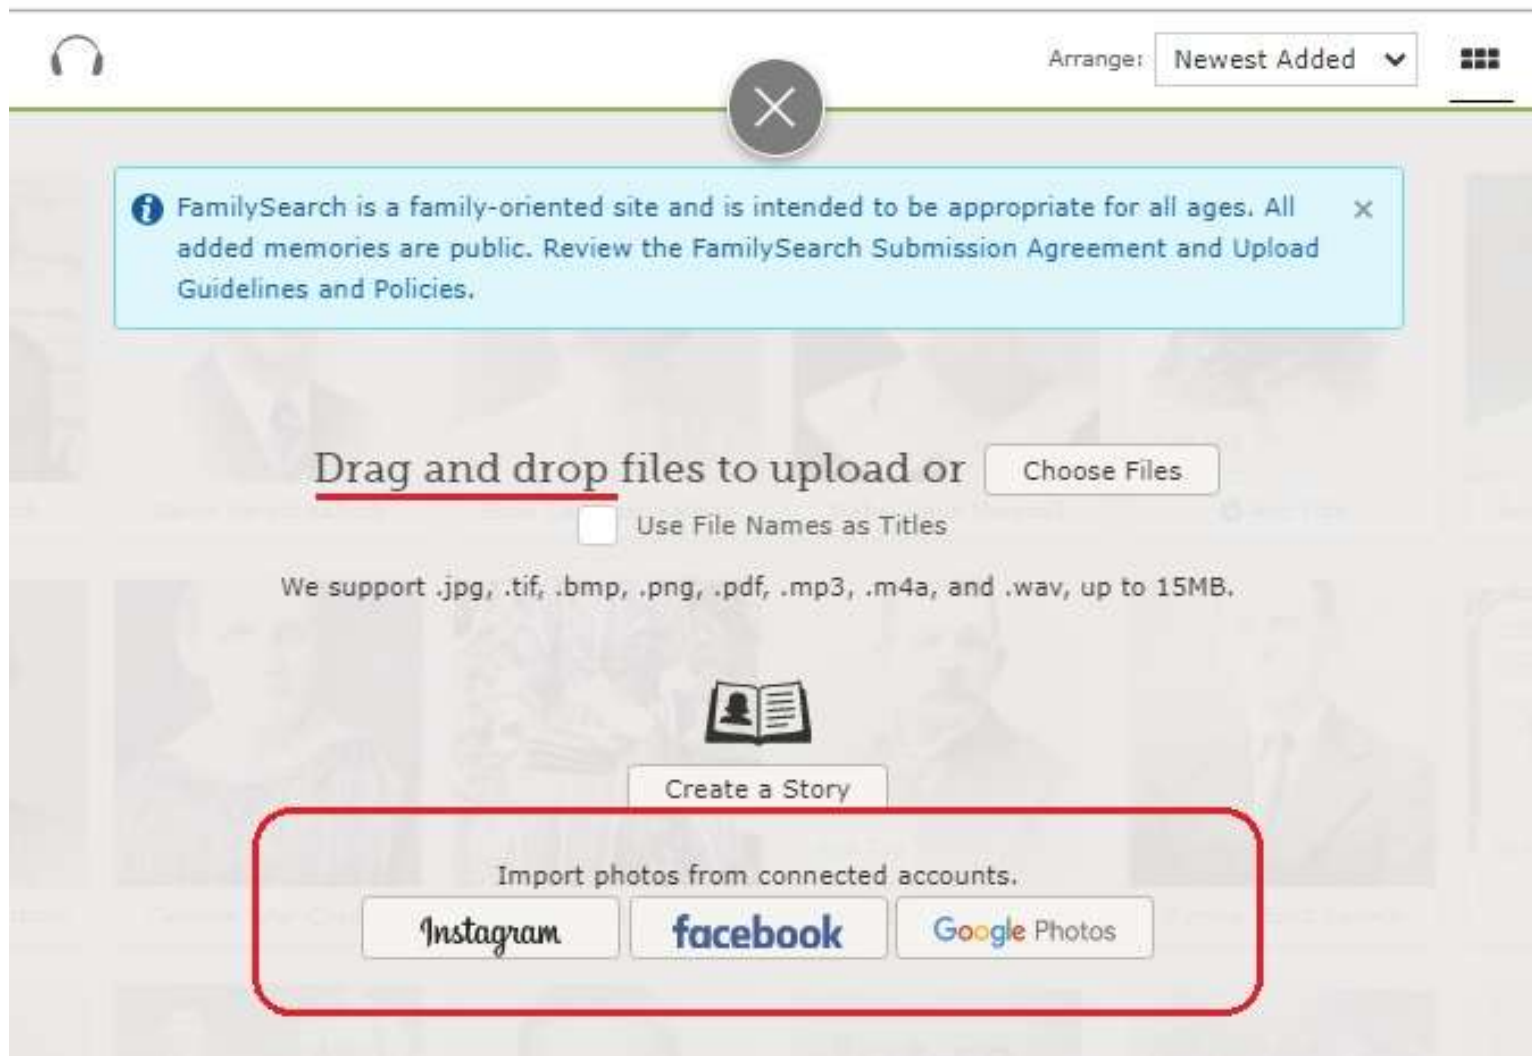 Arrange: Newest Added
FamilySearch is a family-oriented site and is intended to be appropriate for all ages. All
added memories are public. Review the FamilySearch Submission Agreement and Upload
Guidelines and Policies.
Drag and drop files to upload or Choose Files
Use File Names as Titles
We support .jpg, .tif, .bmp, .png, .pdf, .mp3, .m4a, and .wav, up to 15MB.
Create a Story
Import photos from connected accounts.
Instagram facebook Google Photos